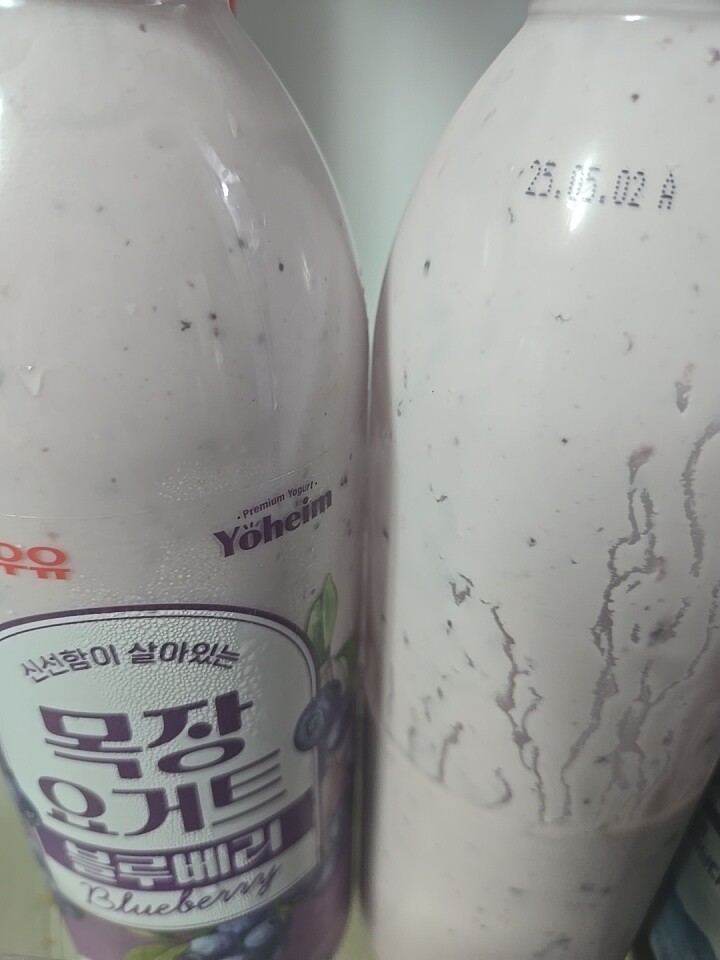 · Premium Yogurt ·
Yoheim
우유
신선함이 살아있는
목장
요거트
블루베리
Blueberry
25.05.02 A